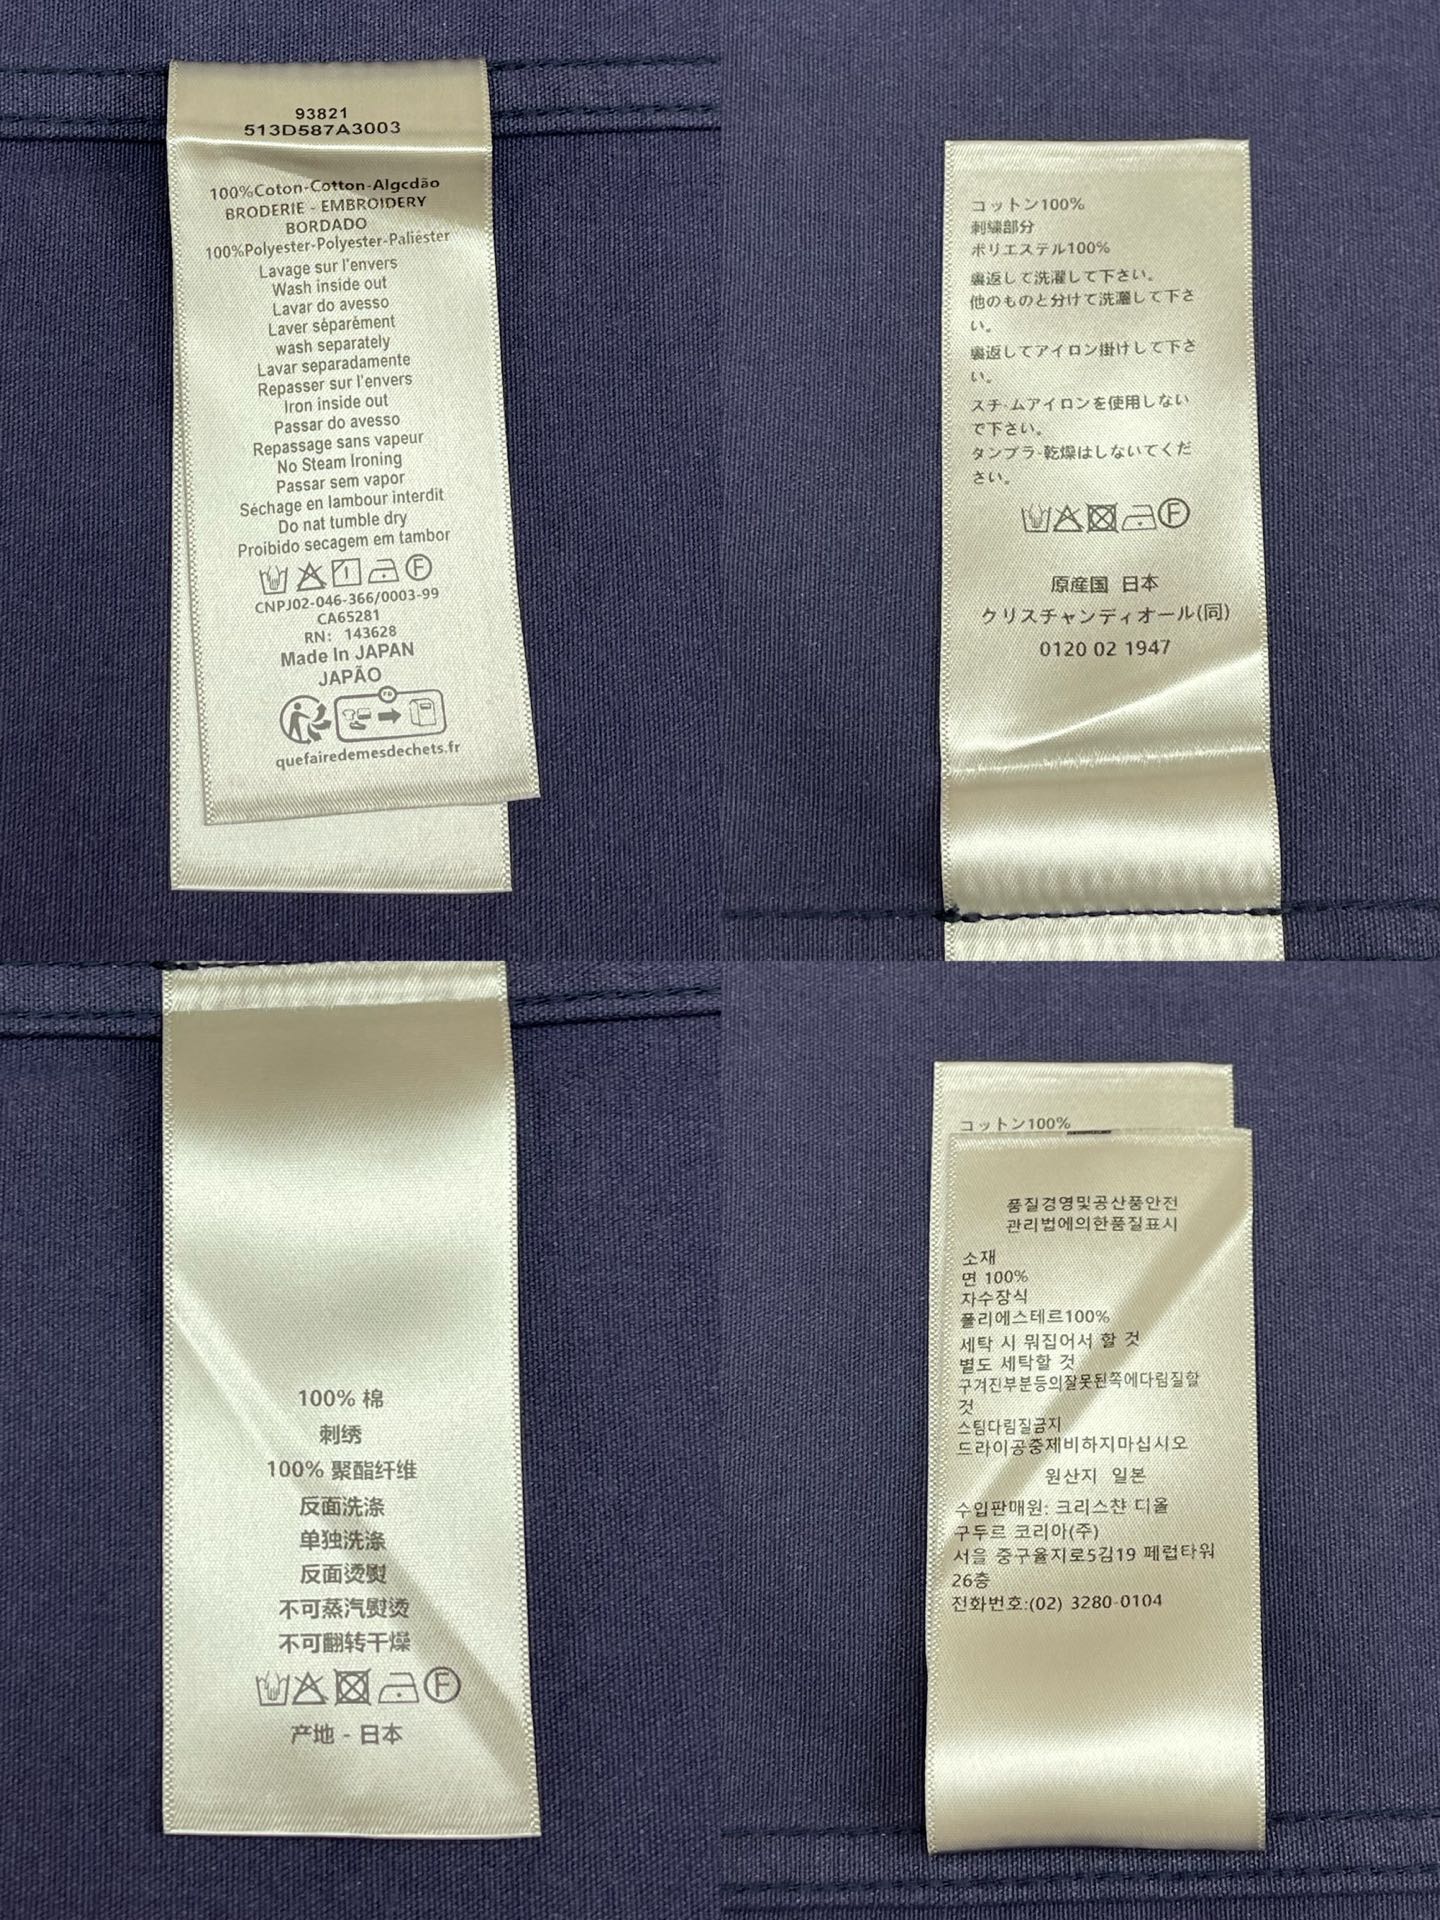 93821
513D587A3003
100%Coton-Cotton-Algcdão
BRODERIE - EMBROIDERY
BORDADO
100%Polyester-Polyester-Paliéster
Lavage sur l'envers
Wash inside out
Lavar do avesso
Laver séparément
wash separately
Lavar separadamente
Repasser sur l'envers
Iron inside out
Passar do avesso
Repassage sans vapeur
No Steam Ironing
Passar sem vapor
Séchage en lambour interdit
Do nat tumble dry
Proibido secagem em tambor
F
CNPJ02-046-366/0003-99
CA65281
RN: 143628
Made In JAPAN
JAPÃO
FR
quefairedemesdechets.fr
コットン100%
刺繍部分
ポリエステル100%
裏返して洗濯して下さい。
他のものと分けて洗濯して下さ
い。
裏返してアイロン掛けして下さ
い。
スチ-ムアイロンを使用しない
で下さい。
タンブラ-乾燥はしないてくだ
さい。
F
原産国 日本
クリスチャンディオール(同)
0120 02 1947
100% 棉
刺绣
100% 聚酯纤维
反面洗涤
单独洗涤
反面烫熨
不可蒸汽熨烫
不可翻转干燥
F
产地 - 日本
コットン100%
품질경영및공산품안전
관리법에의한품질표시
소재
면 100%
자수장식
폴리에스테르100%
세탁 시 뒤집어서 할 것
별도 세탁할 것
구겨진부분등의잘못된쪽에다림질할
것
스팀다림질금지
드라이공중제비하지마십시오
원산지 일본
수입판매원: 크리스챤 디올
구두르 코리아(주)
서을 중구율지로5김19 페럽타워
26층
전화번호:(02) 3280-0104